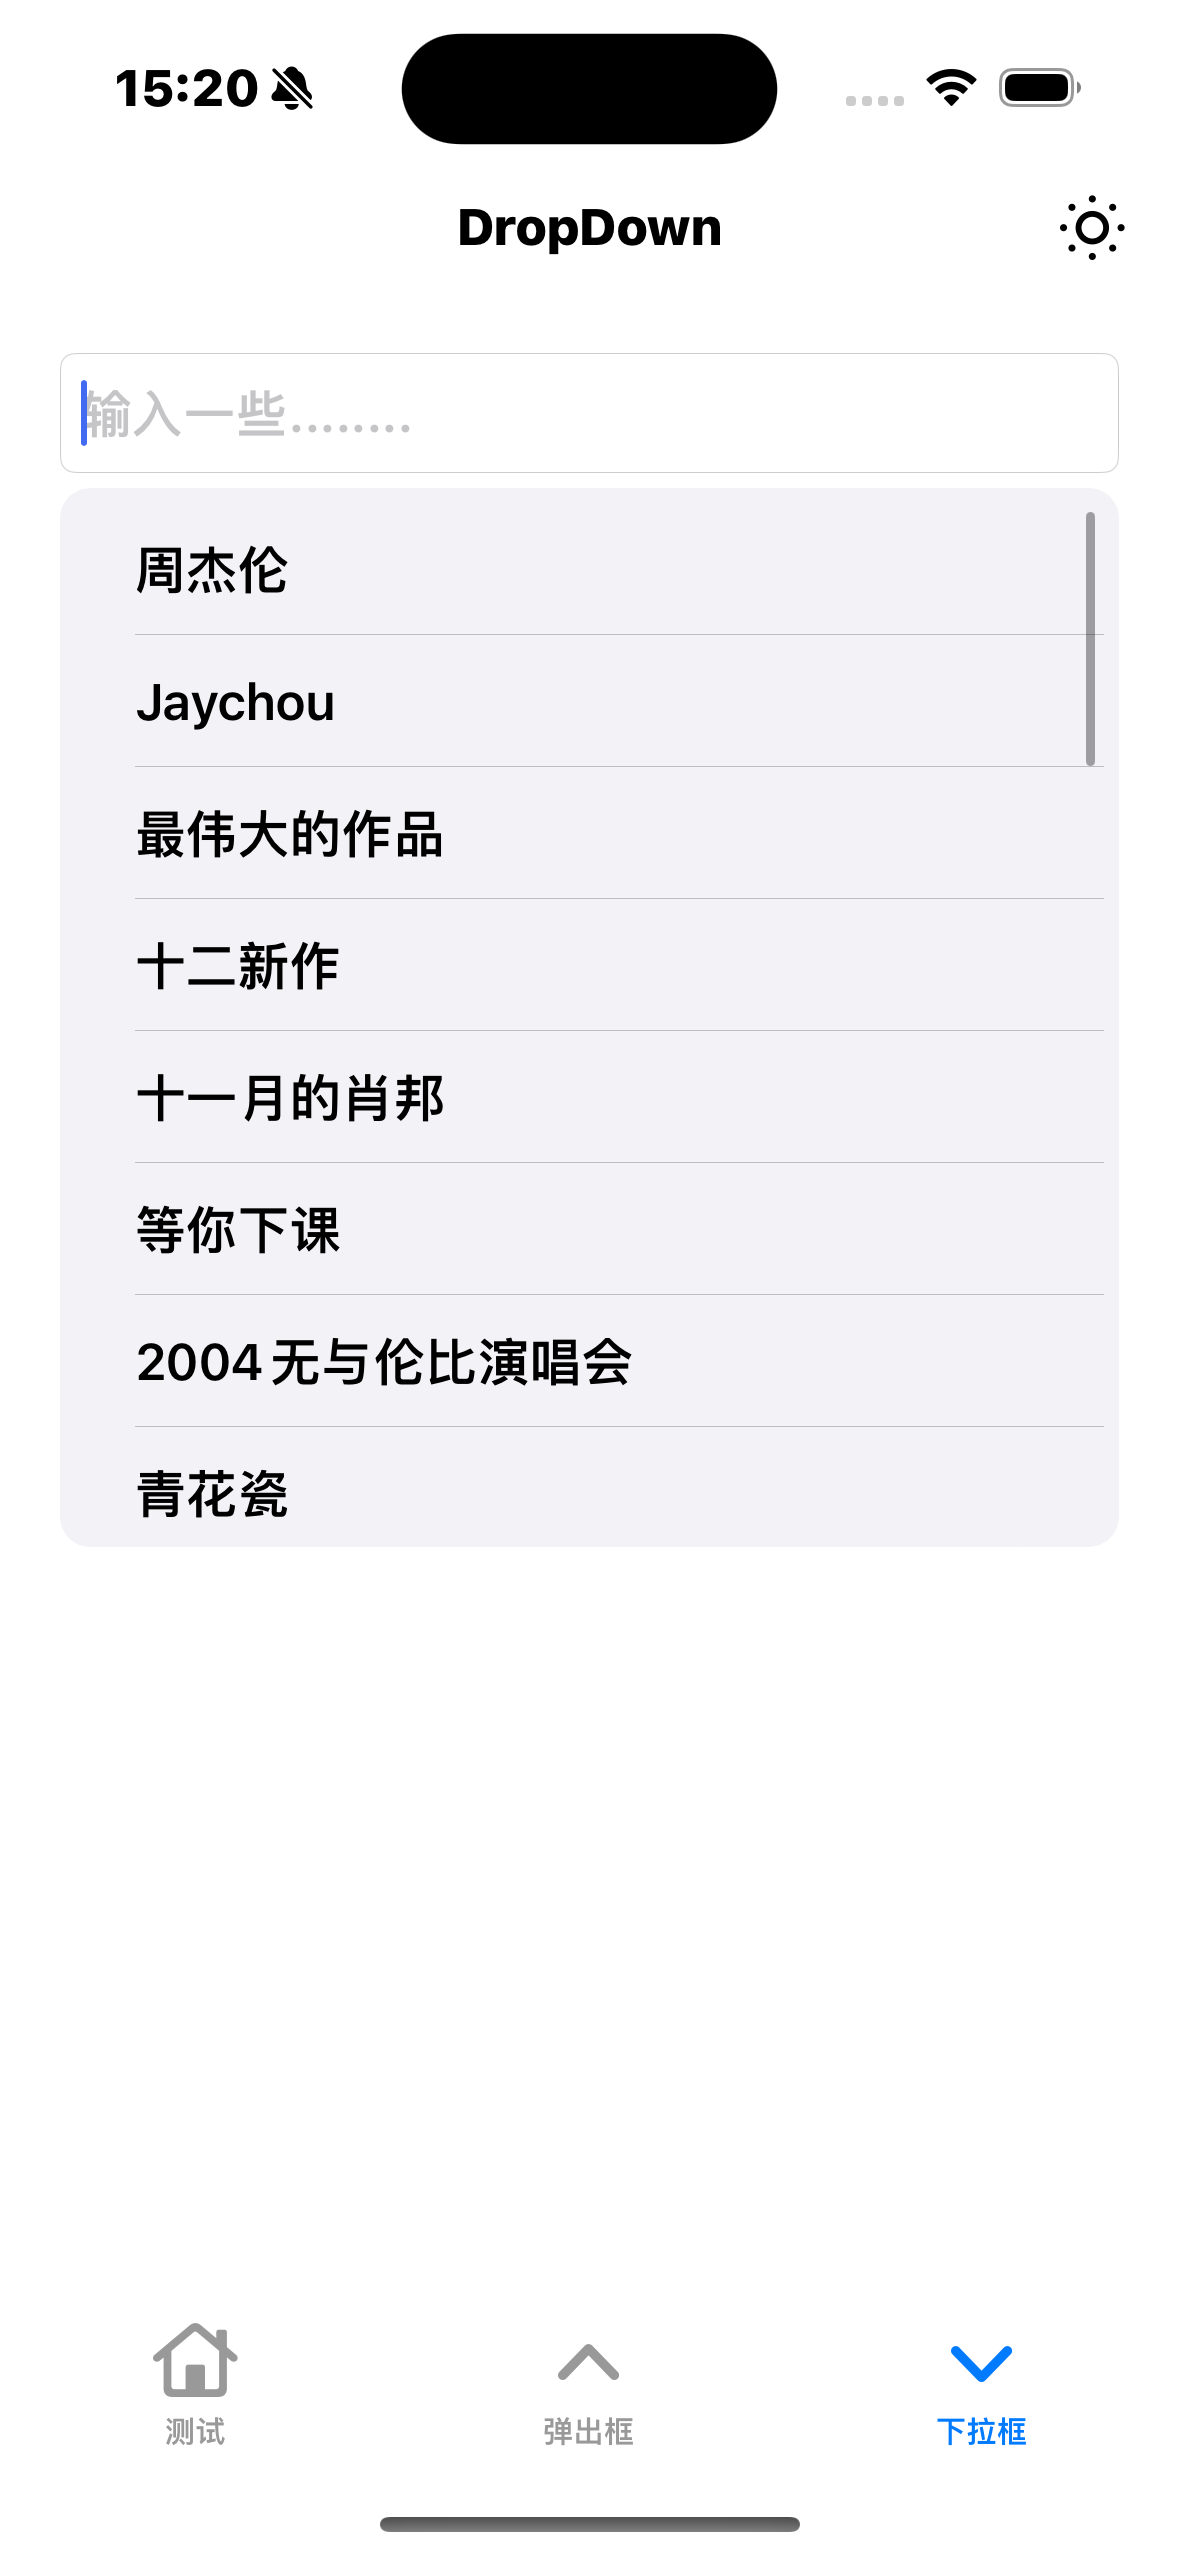 15:20
DropDown
输入一些........
周杰伦
Jaychou
最伟大的作品
十二新作
十一月的肖邦
等你下课
2004无与伦比演唱会
青花瓷
测试
弹出框
下拉框